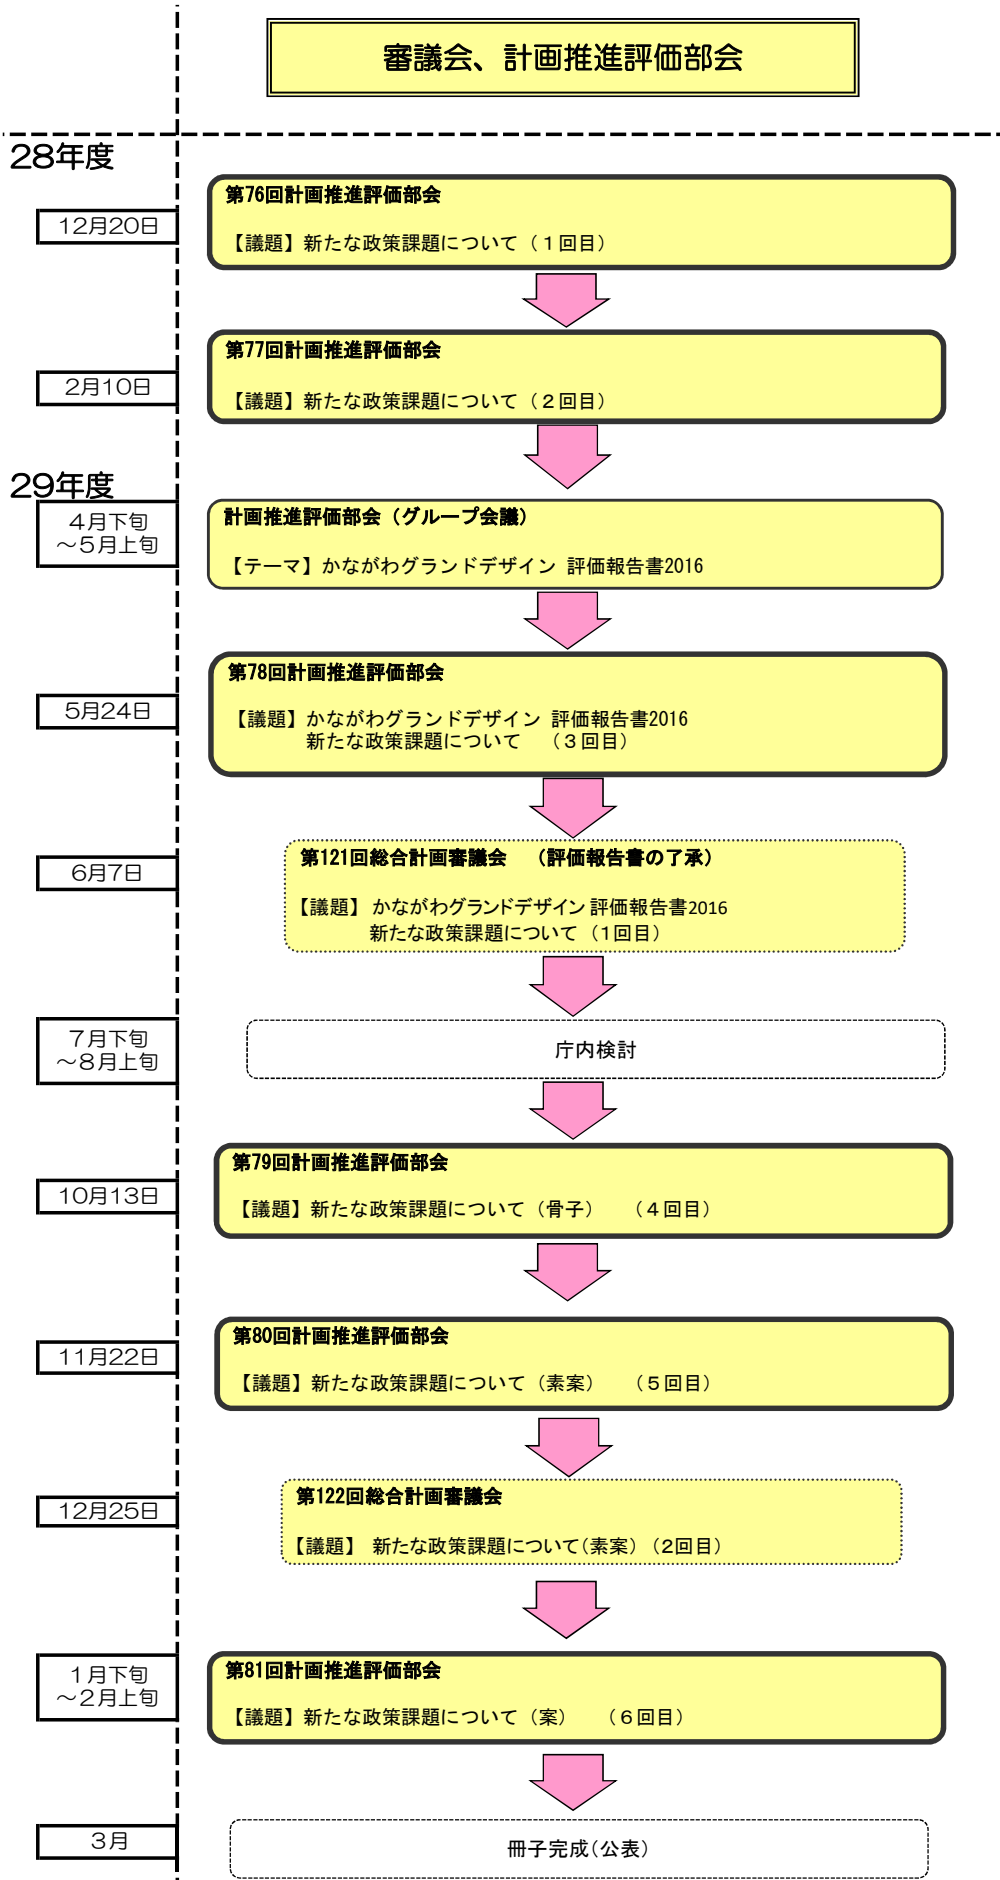 審議会、計画推進評価部会
28年度
12月20日
第76回計画推進評価部会
【議題】新たな政策課題について（１回目）
2月10日
第77回計画推進評価部会
【議題】新たな政策課題について（２回目）
29年度
4月下旬
～5月上旬
計画推進評価部会（グループ会議）
【テーマ】かながわグランドデザイン 評価報告書2016
5月24日
第78回計画推進評価部会
【議題】かながわグランドデザイン 評価報告書2016
新たな政策課題について　（３回目）
6月7日
第121回総合計画審議会　（評価報告書の了承）
【議題】 かながわグランドデザイン 評価報告書2016
新たな政策課題について（1回目）
7月下旬
～8月上旬
庁内検討
10月13日
第79回計画推進評価部会
【議題】新たな政策課題について（骨子）　（４回目）
11月22日
第80回計画推進評価部会
【議題】新たな政策課題について（素案）　（５回目）
12月25日
第122回総合計画審議会
【議題】 新たな政策課題について（素案）（2回目）
1月下旬
～2月上旬
第81回計画推進評価部会
【議題】新たな政策課題について（案）　（６回目）
3月
冊子完成（公表）